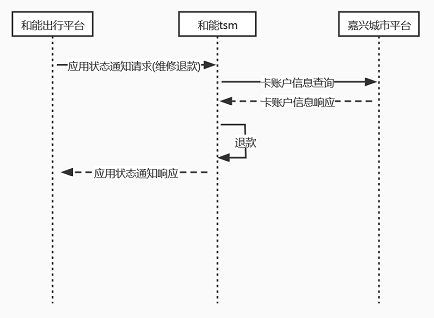 和能出行平台
和能tsm
嘉兴城市平台
应用状态通知请求(维修退款)
卡账户信息查询
卡账户信息响应
退款
应用状态通知响应